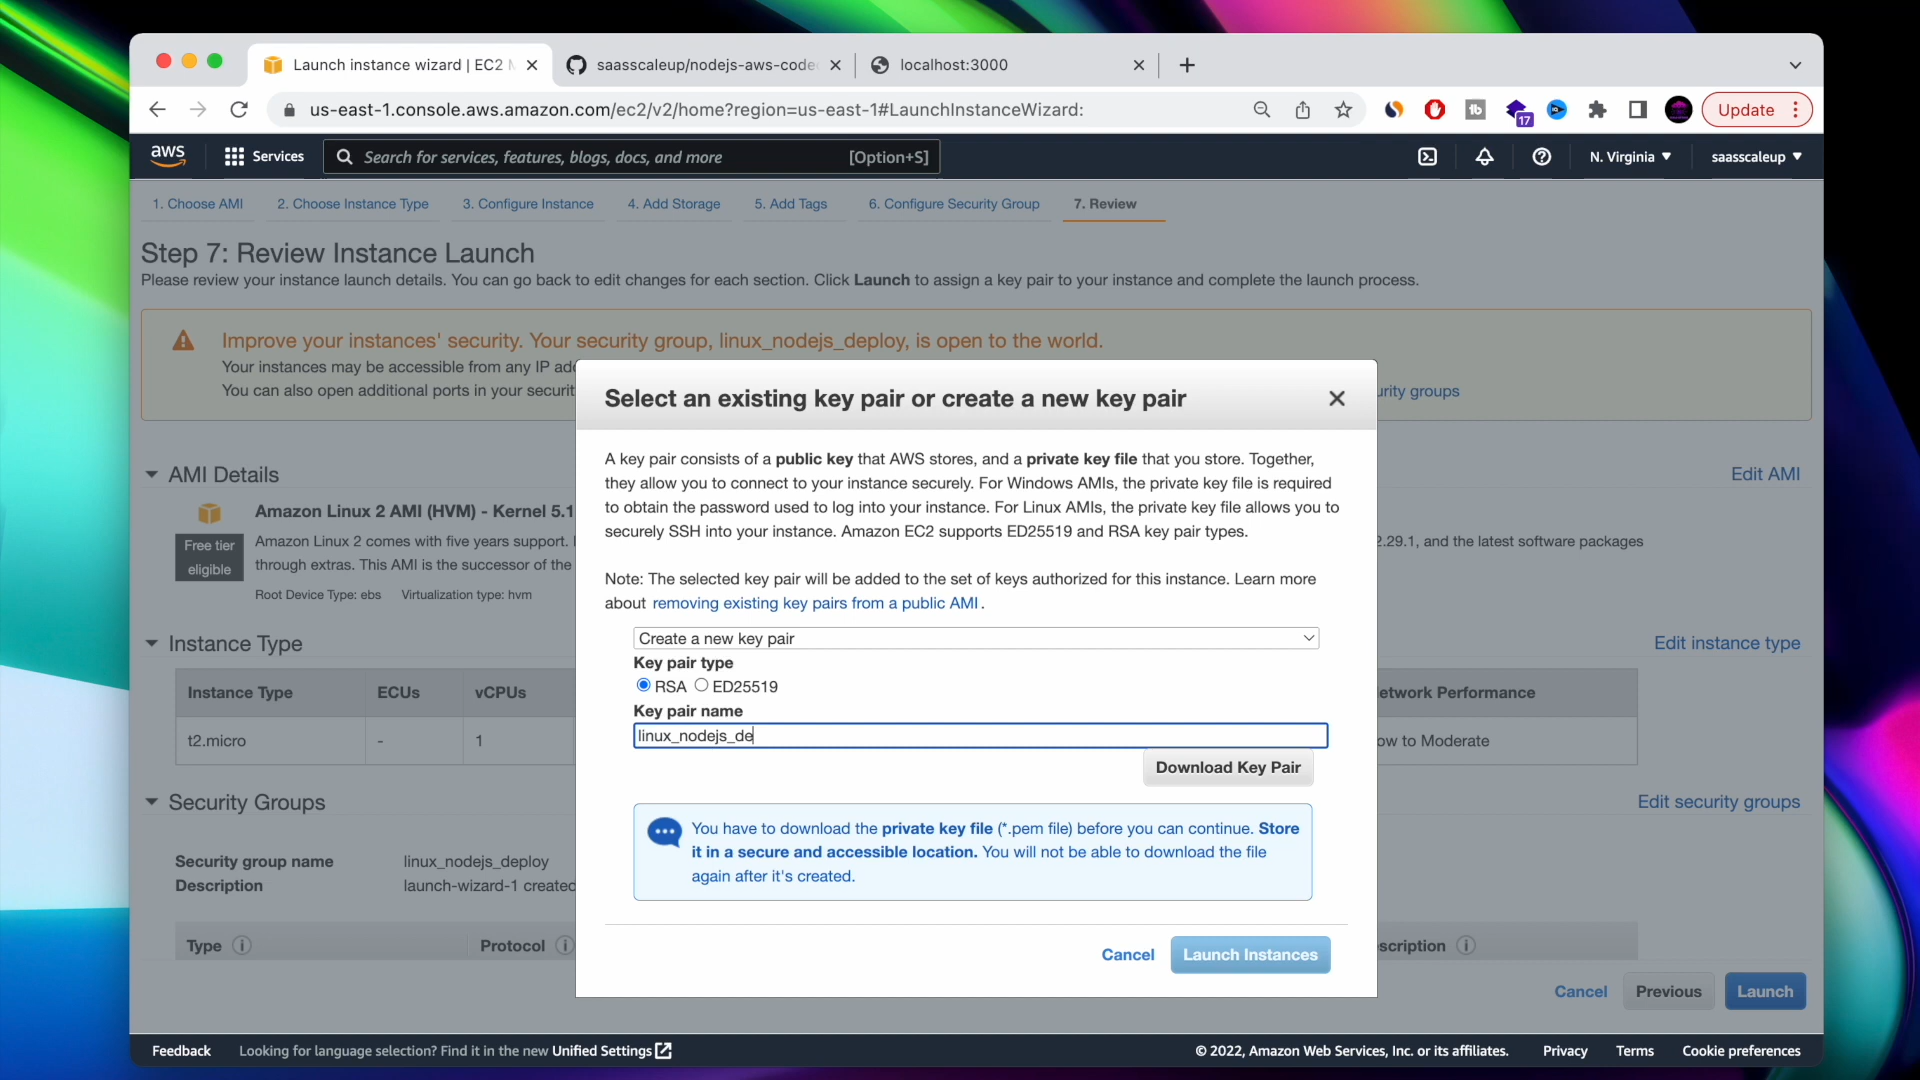 Launch instance wizard | EC2 M
saasscaleup/nodejs-aws-codec
localhost:3000
us-east-1.console.aws.amazon.com/ec2/v2/home?region=us-east-1#LaunchInstanceWizard:
tb
17
Update
aws
Services
Search for services, features, blogs, docs, and more
[Option+S]
N. Virginia
saasscaleup
1. Choose AMI
2. Choose Instance Type
3. Configure Instance
4. Add Storage
5. Add Tags
6. Configure Security Group
7. Review
Step 7: Review Instance Launch
Please review your instance launch details. You can go back to edit changes for each section. Click Launch to assign a key pair to your instance and complete the launch process.
Improve your instances' security. Your security group, linux_nodejs_deploy, is open to the world.
Your instances may be accessible from any IP add
You can also open additional ports in your securit
urity groups
Select an existing key pair or create a new key pair
A key pair consists of a public key that AWS stores, and a private key file that you store. Together,
they allow you to connect to your instance securely. For Windows AMIs, the private key file is required
to obtain the password used to log into your instance. For Linux AMIs, the private key file allows you to
securely SSH into your instance. Amazon EC2 supports ED25519 and RSA key pair types.
Note: The selected key pair will be added to the set of keys authorized for this instance. Learn more
about removing existing key pairs from a public AMI.
Create a new key pair
Key pair type
RSA
ED25519
Key pair name
linux_nodejs_de
Download Key Pair
You have to download the private key file (*.pem file) before you can continue. Store
it in a secure and accessible location. You will not be able to download the file
again after it's created.
Cancel
Launch Instances
AMI Details
Edit AMI
Amazon Linux 2 AMI (HVM) - Kernel 5.1
Free tier
eligible
Amazon Linux 2 comes with five years support.
2.29.1, and the latest software packages
through extras. This AMI is the successor of the
Root Device Type: ebs
Virtualization type: hvm
Instance Type
Edit instance type
Instance Type
ECUs
vCPUs
etwork Performance
t2.micro
-
1
ow to Moderate
Security Groups
Edit security groups
Security group name
linux_nodejs_deploy
Description
launch-wizard-1 created
Type
Protocol
scription
Cancel
Previous
Launch
Feedback
Looking for language selection? Find it in the new Unified Settings
© 2022, Amazon Web Services, Inc. or its affiliates.
Privacy
Terms
Cookie preferences